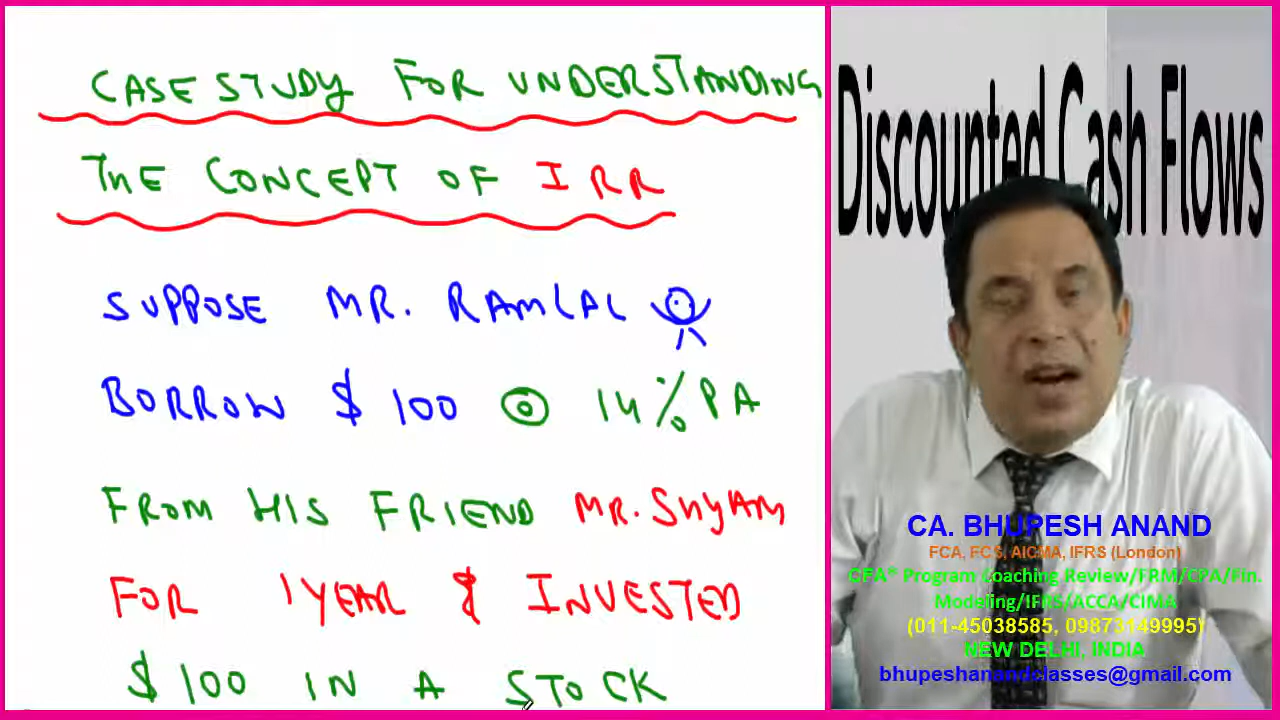 CASE STUDY FOR UNDERSTANDING
THE CONCEPT OF IRR
SUPPOSE MR. RAMLAL
BORROW $ 100 @ 14% PA
FROM HIS FRIEND MR. SHYAM
FOR 1 YEAR & INVESTED
$ 100 IN A STOCK
Discounted Cash Flows
CA. BHUPESH ANAND
FCA, FCS, AICMA, IFRS (London)
CFA® Program Coaching Review/FRM/CPA/Fin.
Modeling/IFRS/ACCA/CIMA
(011-45038585, 09873149995)
NEW DELHI, INDIA
bhupeshanandclasses@gmail.com